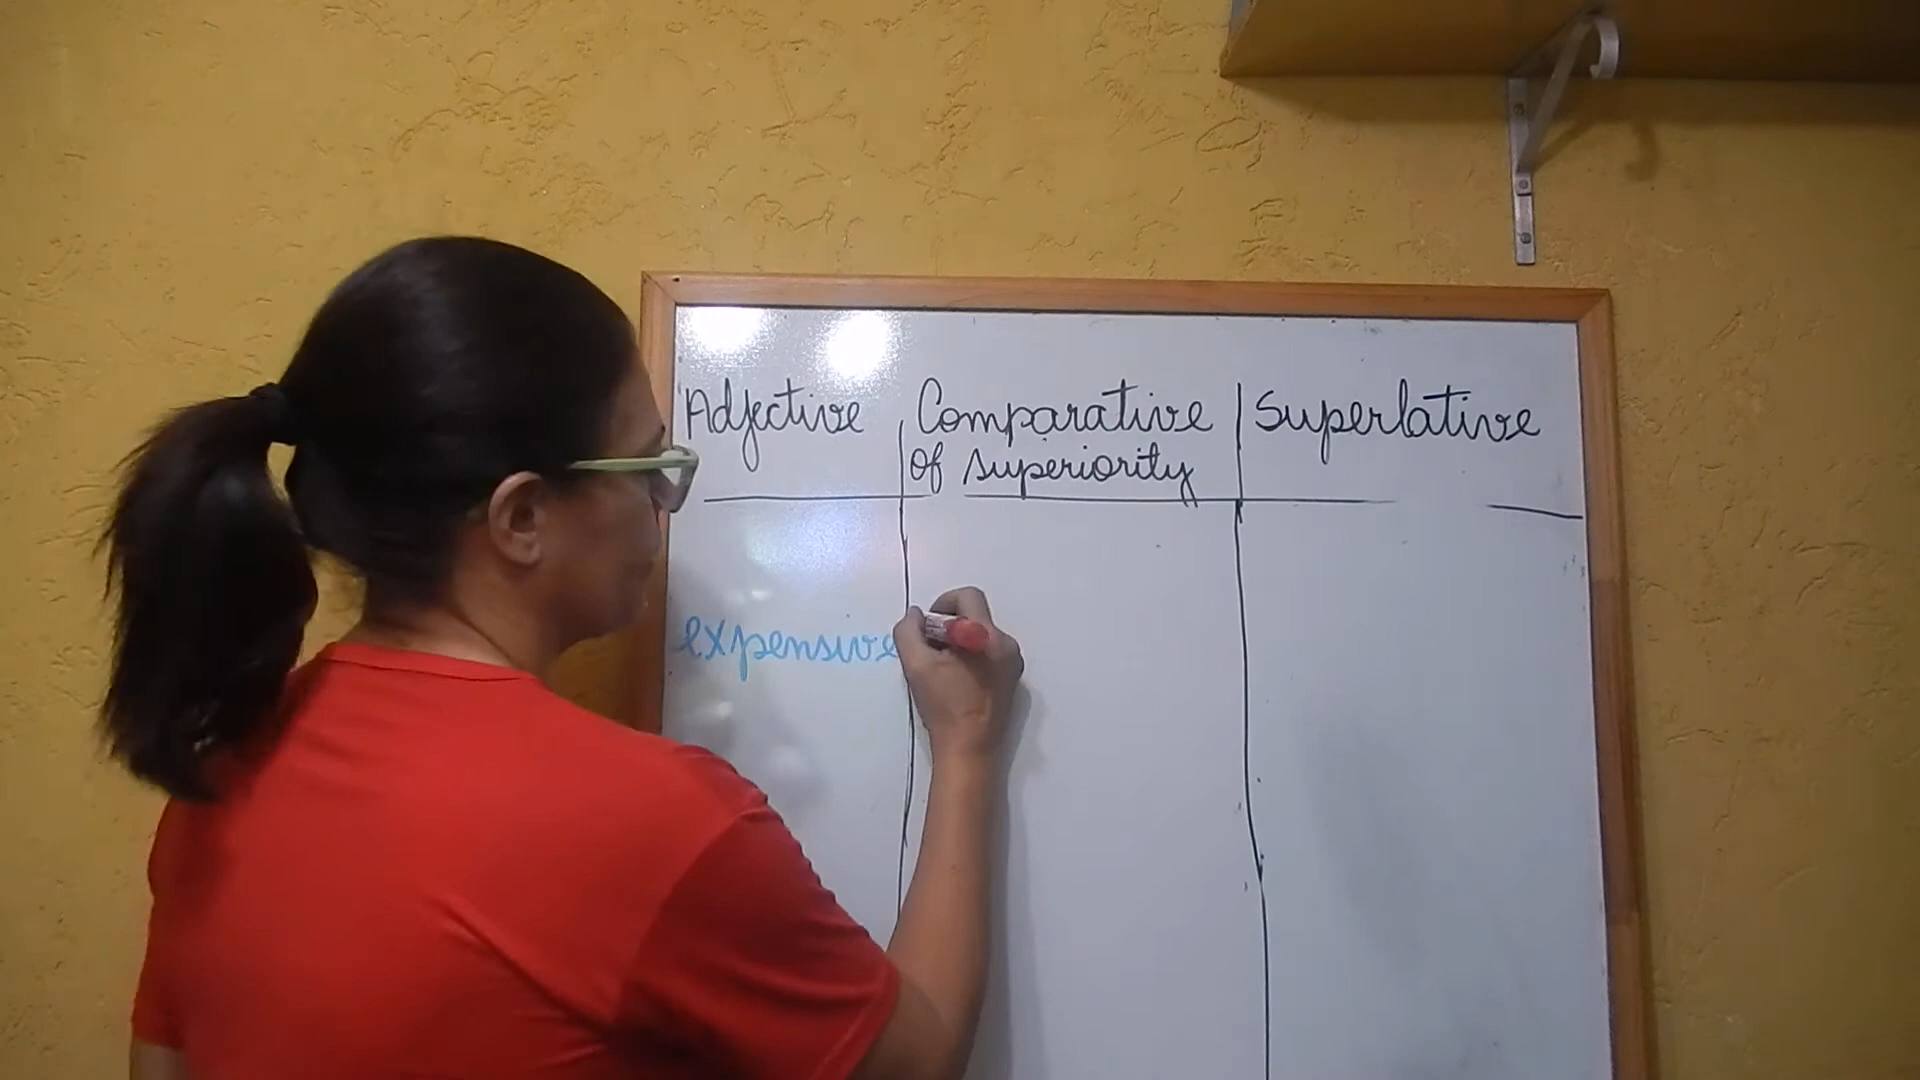 Adjective
Comparative
of superiority
Superlative
expensive